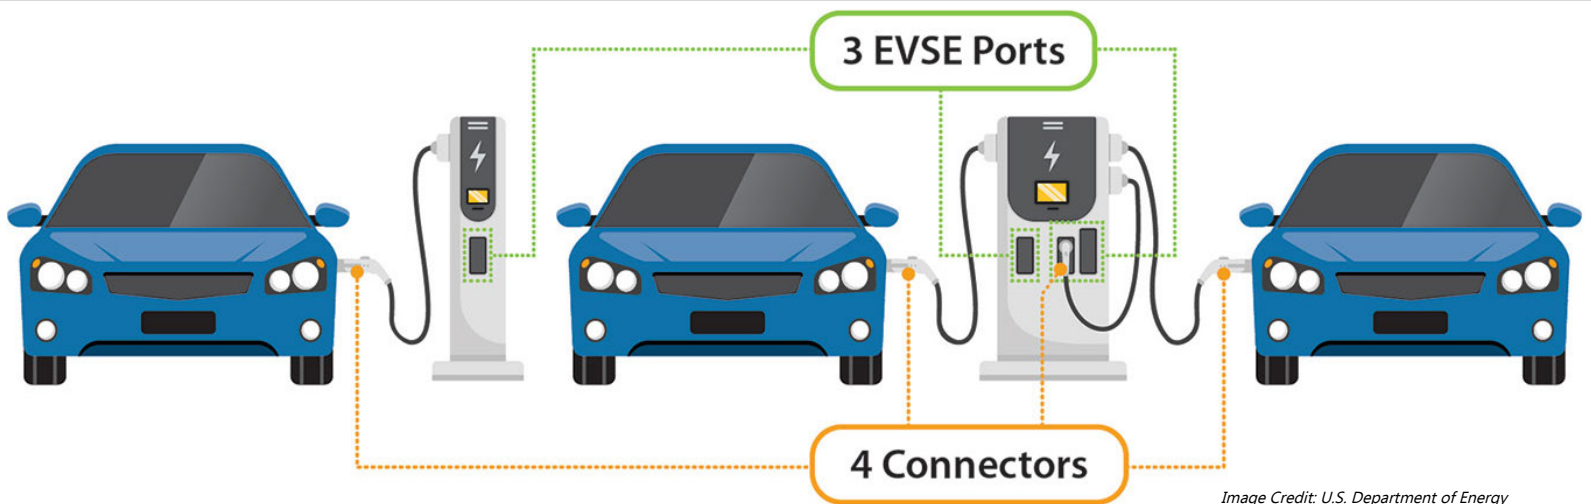 3 EVSE Ports
4 Connectors
Image Credit: U.S. Department of Energy